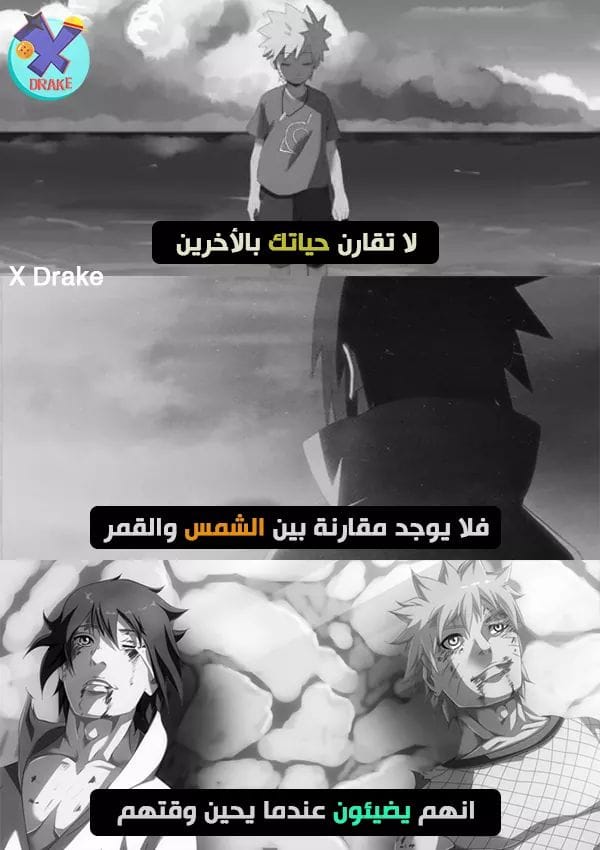 X
DRAKE
لا تقارن حياتك بالأخرين
X Drake
فلا يوجد مقارنة بين الشمس والقمر
انهم يضيئون عندما يحين وقتهم